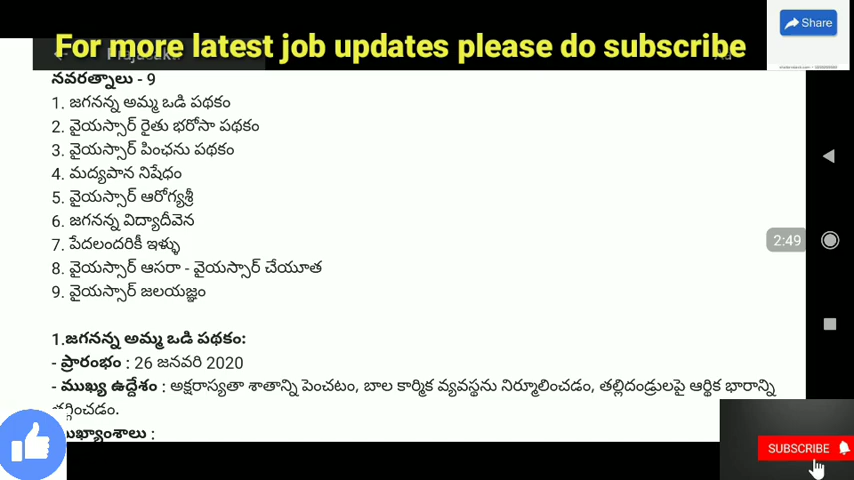 For more latest job updates please do subscribe
Share
నవరత్నాలు - 9
1. జగనన్న అమ్మ ఒడి పథకం
2. వైయస్సార్ రైతు భరోసా పథకం
3. వైయస్సార్ పింఛను పథకం
4. మద్యపాన నిషేధం
5. వైయస్సార్ ఆరోగ్యశ్రీ
6. జగనన్న విద్యాదీవెన
7. పేదలందరికీ ఇళ్ళు
8. వైయస్సార్ ఆసరా - వైయస్సార్ చేయూత
9. వైయస్సార్ జలయజ్ఞం
2:49
1.జగనన్న అమ్మ ఒడి పథకం:
- ప్రారంభం : 26 జనవరి 2020
- ముఖ్య ఉద్దేశం : అక్షరాస్యతా శాతాన్ని పెంచటం, బాల కార్మిక వ్యవస్థను నిర్మూలించడం, తల్లిదండ్రులపై ఆర్థిక భారాన్ని
తగ్గించడం.
ముఖ్యాంశాలు :
SUBSCRIBE